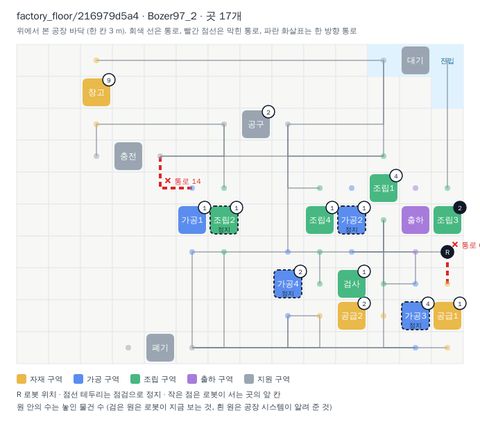 factory_floor/216979d5a4 · Bozer97_2 · 곳 17개
위에서 본 공장 바닥 (한 칸 3 m). 회색 선은 통로, 빨간 점선은 막힌 통로, 파란 화살표는 한 방향 통로
대기
창고 9
공구 2
충전
✖ 통로 14
조립1 4
가공1 1
조립2 1
정지
조립4 1
가공2 1
정지
출하
조립3 2
R
✖ 통로
가공4 2
정지
검사 1
공급2 2
가공3 4
정지
공급1 1
폐기
자재 구역
가공 구역
조립 구역
출하 구역
지원 구역
R 로봇 위치 · 점선 테두리는 점검으로 정지 · 작은 점은 로봇이 서는 곳의 앞 칸
원 안의 수는 놓인 물건 수 (검은 원은 로봇이 지금 보는 것, 흰 원은 공장 시스템이 알려 준 것)